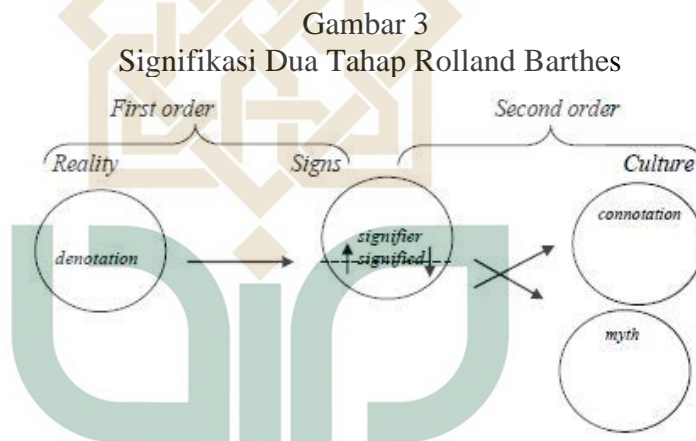 Gambar 3
Signifikasi Dua Tahap Rolland Barthes
First order Second order
Reality Signs Culture
connotation
signifier
denotation signified
myth